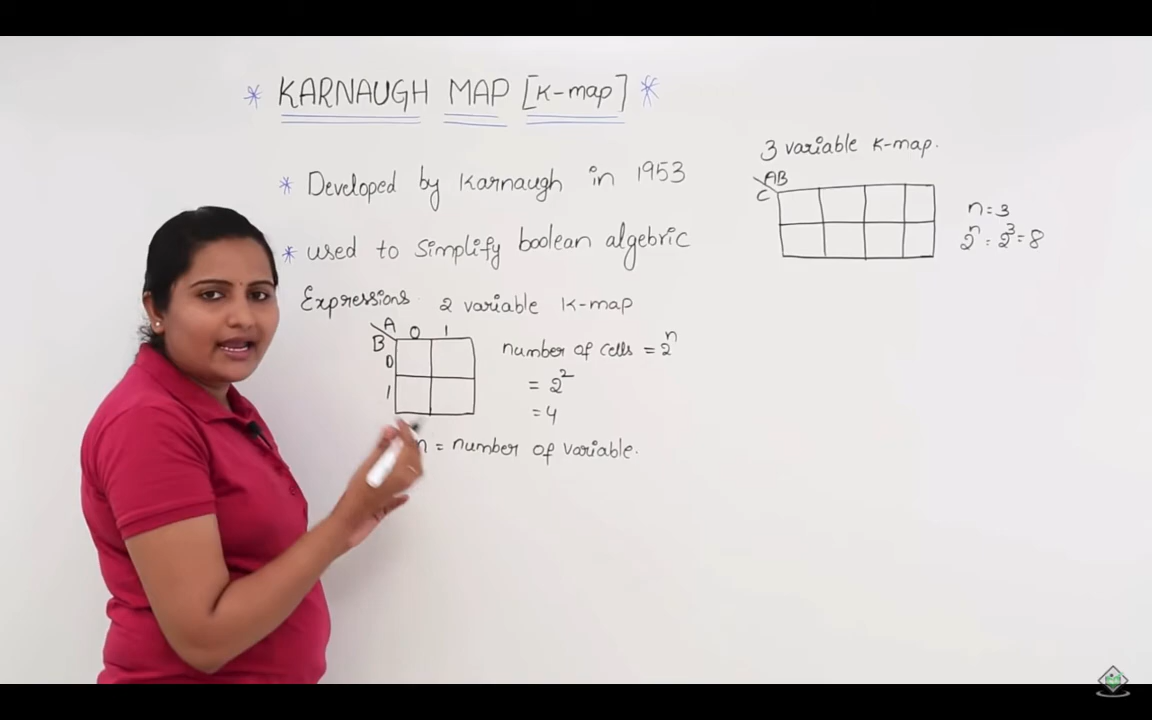 * KARNAUGH MAP [K-map] *
* Developed by Karnaugh in 1953
* used to simplify boolean algebric
Expressions.
2 variable K-map
A
0 1
B
0
1
number of cells = 2^n
= 2^2
= 4
n = number of variable.
3 variable K-map.
AB
C
n = 3
2^n = 2^3 = 8